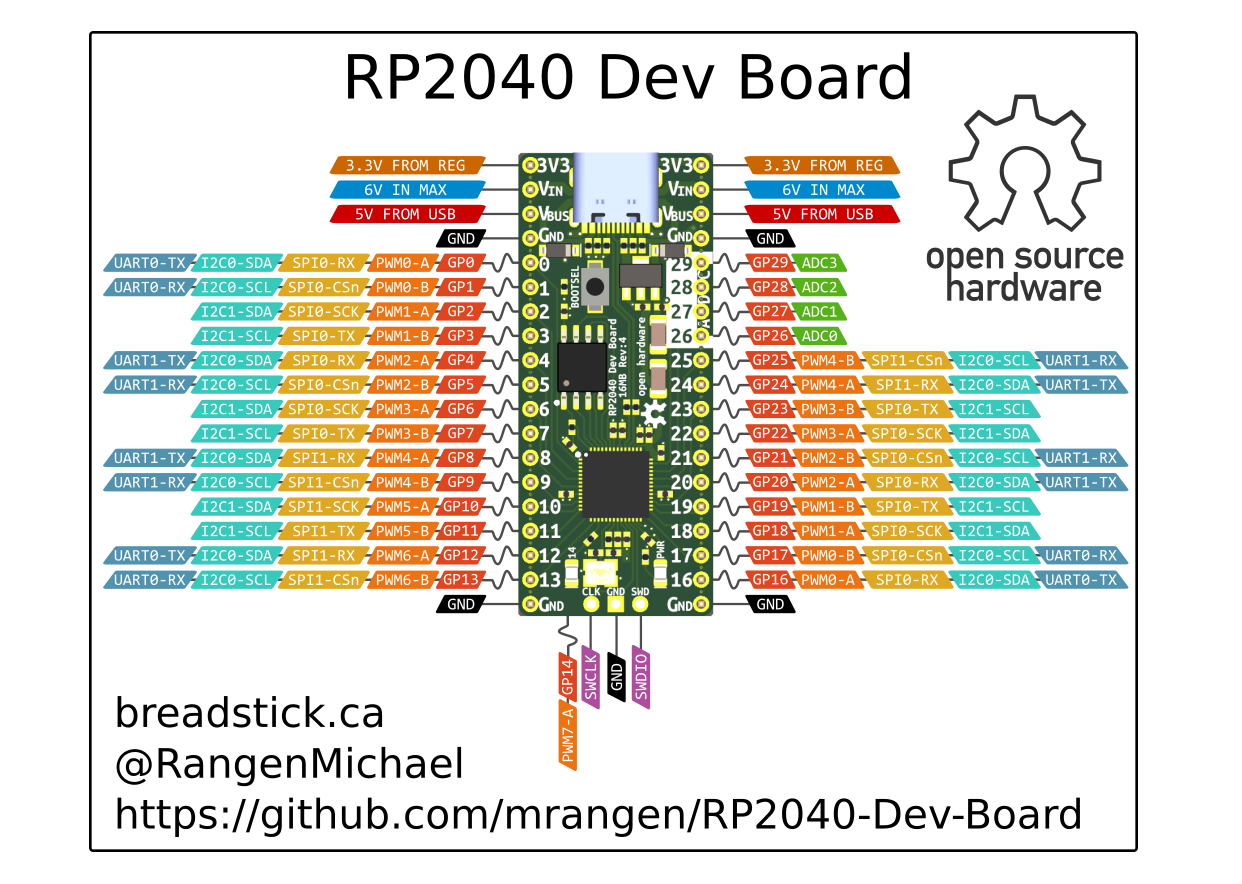 RP2040 Dev Board
3.3V FROM REG 3V3 3V3 3.3V FROM REG
6V IN MAX VIN VIN 6V IN MAX
5V FROM USB VBUS VBUS 5V FROM USB
GND GND GND GND
open source
hardware
UART0-TX I2C0-SDA SPI0-RX PWM0-A GP0 0 29 GP29 ADC3
UART0-RX I2C0-SCL SPI0-CSn PWM0-B GP1 1 28 GP28 ADC2
I2C1-SDA SPI0-SCK PWM1-A GP2 2 27 GP27 ADC1
I2C1-SCL SPI0-TX PWM1-B GP3 3 26 GP26 ADC0
UART1-TX I2C0-SDA SPI0-RX PWM2-A GP4 4 25 GP25 PWM4-B SPI1-CSn I2C0-SCL UART1-RX
UART1-RX I2C0-SCL SPI0-CSn PWM2-B GP5 5 24 GP24 PWM4-A SPI1-RX I2C0-SDA UART1-TX
I2C1-SDA SPI0-SCK PWM3-A GP6 6 23 GP23 PWM3-B SPI0-TX I2C1-SCL
I2C1-SCL SPI0-TX PWM3-B GP7 7 22 GP22 PWM3-A SPI0-SCK I2C1-SDA
UART1-TX I2C0-SDA SPI1-RX PWM4-A GP8 8 21 GP21 PWM2-B SPI0-CSn I2C0-SCL UART1-RX
UART1-RX I2C0-SCL SPI1-CSn PWM4-B GP9 9 20 GP20 PWM2-A SPI0-RX I2C0-SDA UART1-TX
I2C1-SDA SPI1-SCK PWM5-A GP10 10 19 GP19 PWM1-B SPI0-TX I2C1-SCL
I2C1-SCL SPI1-TX PWM5-B GP11 11 18 GP18 PWM1-A SPI0-SCK I2C1-SDA
UART0-TX I2C0-SDA SPI1-RX PWM6-A GP12 12 17 GP17 PWM0-B SPI0-CSn I2C0-SCL UART0-RX
UART0-RX I2C0-SCL SPI1-CSn PWM6-B GP13 13 16 GP16 PWM0-A SPI0-RX I2C0-SDA UART0-TX
GND GND GND GND
BOOTSEL
RP2040 Dev Board
16MB Rev:4
open hardware
14
PWR
CLK GND SWD
GP14 SWCLK GND SWDIO
PWM7-A
breadstick.ca
@RangenMichael
https://github.com/mrangen/RP2040-Dev-Board